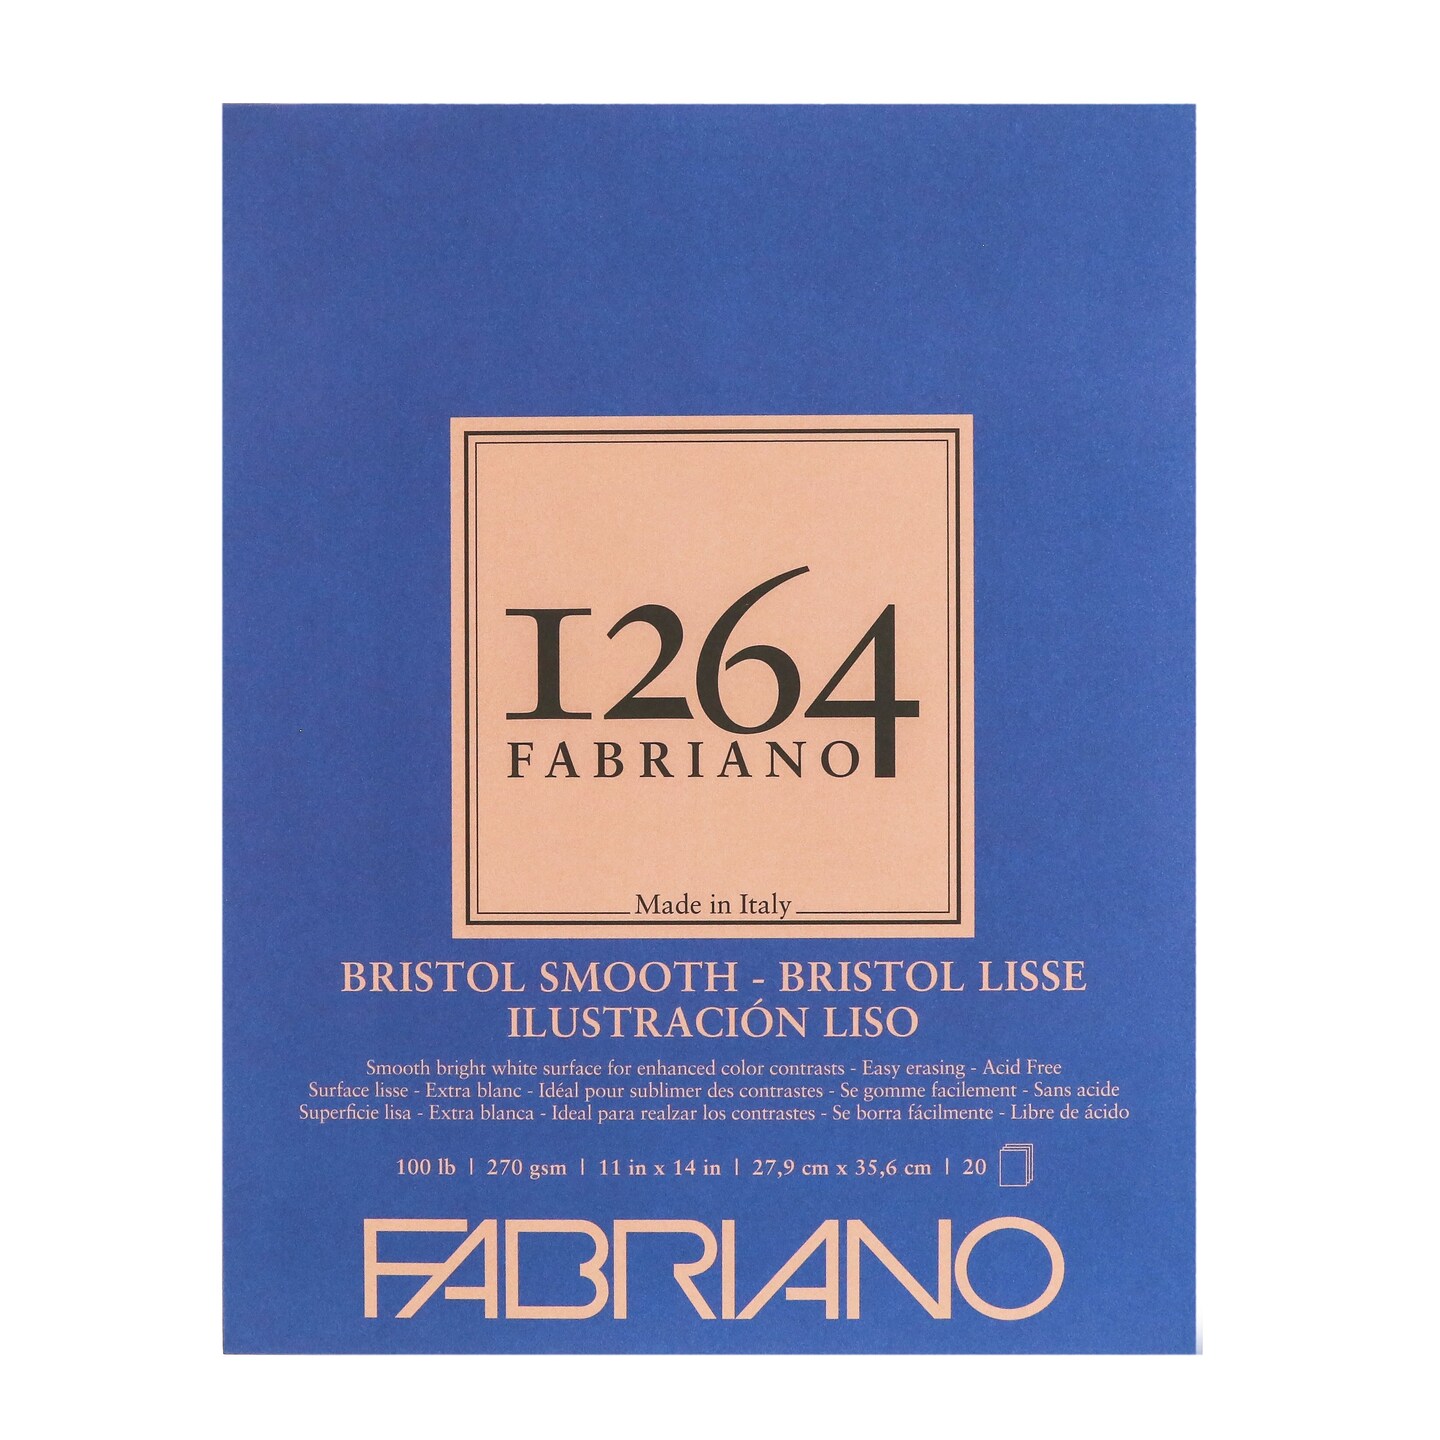 1264
FABRIANO
Made in Italy
BRISTOL SMOOTH - BRISTOL LISSE
ILUSTRACIÓN LISO
Smooth bright white surface for enhanced color contrasts - Easy erasing - Acid Free
Surface lisse - Extra blanc - Idéal pour sublimer des contrastes - Se gomme facilement - Sans acide
Superficie lisa - Extra blanca - Ideal para realzar los contrastes - Se borra fácilmente - Libre de ácido
100 lb | 270 gsm | 11 in x 14 in | 27,9 cm x 35,6 cm | 20
FABRIANO